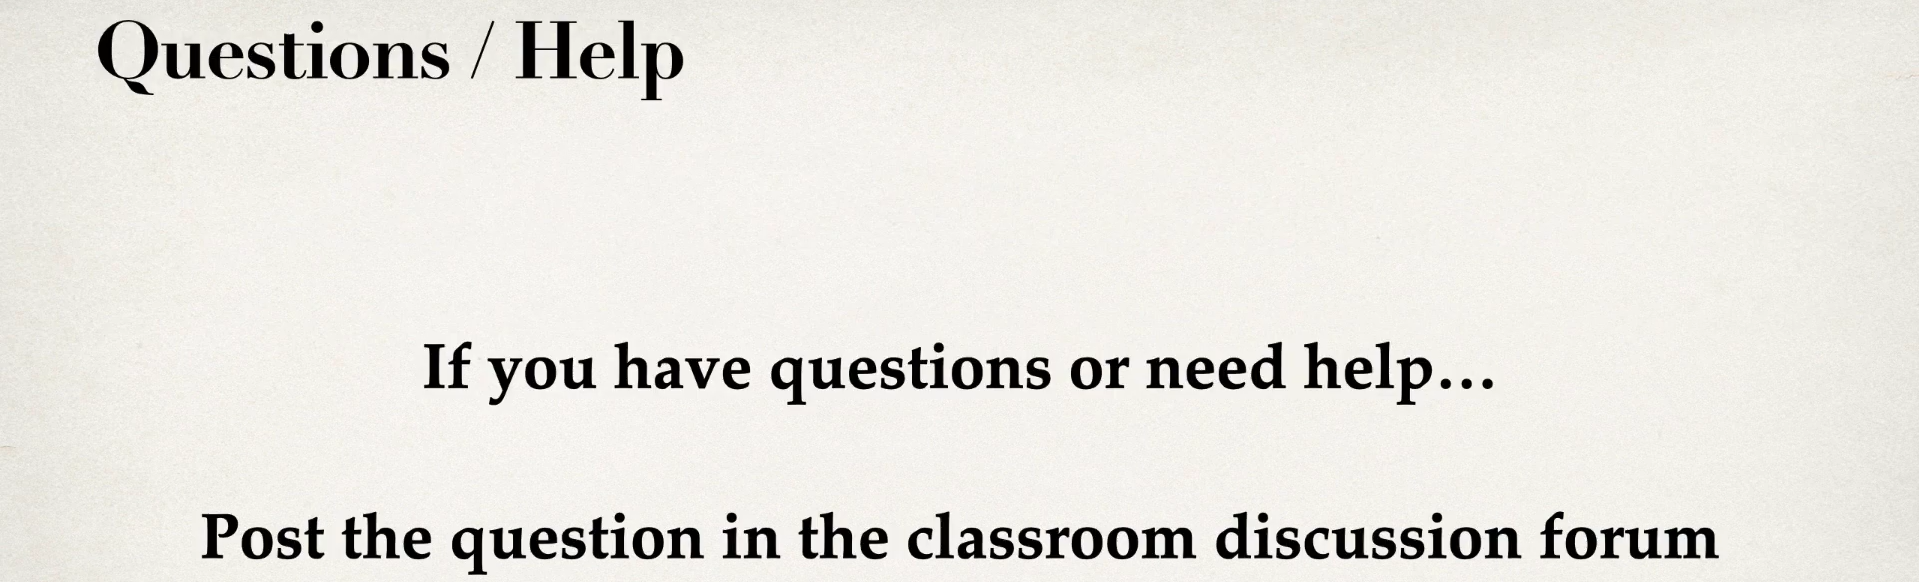 Questions / Help
If you have questions or need help…
Post the question in the classroom discussion forum